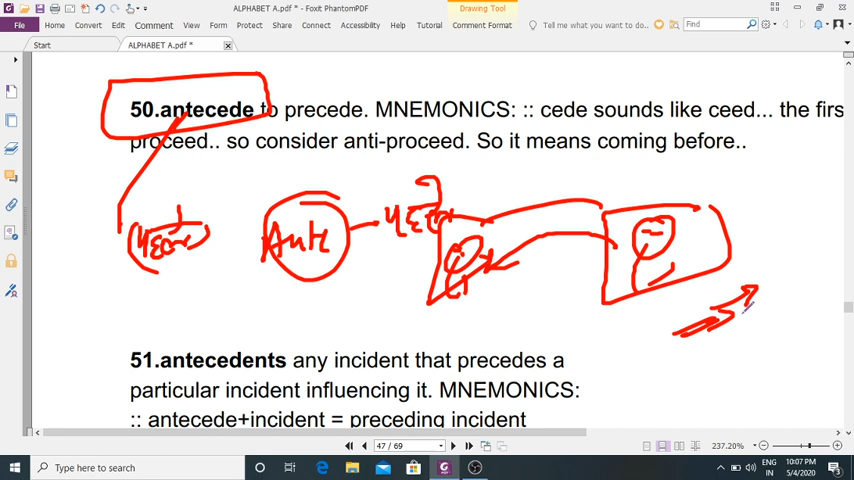 ALPHABET A.pdf * - Foxit PhantomPDF
Drawing Tool
File Home Convert Edit Comment View Form Protect Share Connect Accessibility Help Tutorial Comment Format Tell me what you want to do... Find
Start ALPHABET A.pdf *
50.antecede to precede. MNEMONICS: :: cede sounds like ceed... the firs
proceed.. so consider anti-proceed. So it means coming before..
Ante
51.antecedents any incident that precedes a
particular incident influencing it. MNEMONICS:
:: antecede+incident = preceding incident
47 / 69 237.20%
Type here to search
ENG 10:07 PM
IN 5/4/2020
3